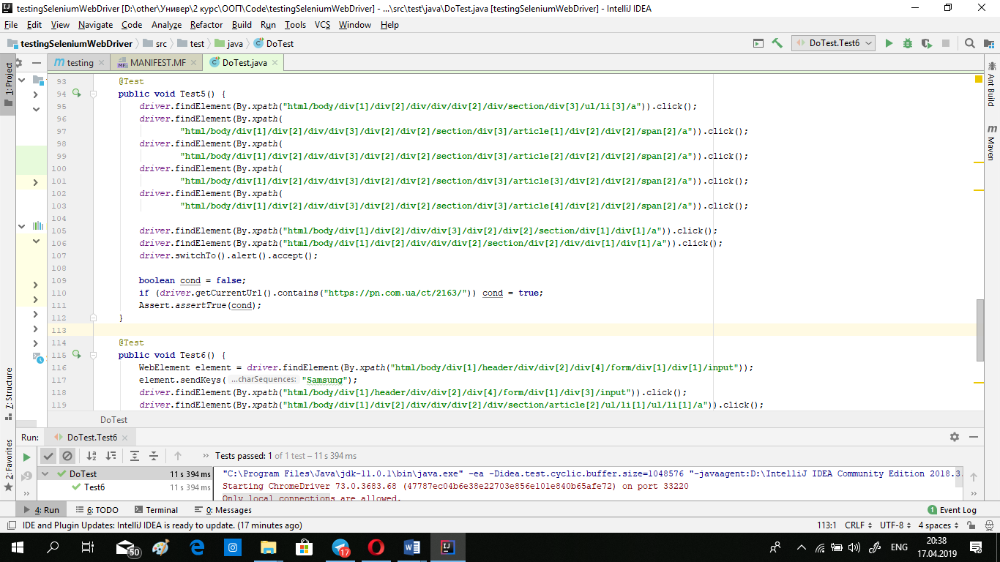 testingSeleniumWebDriver [D:\other\Универ\2 курс\ООП\Code\testingSeleniumWebDriver] - ...\src\test\java\DoTest.java [testingSeleniumWebDriver] - IntelliJ IDEA
File Edit View Navigate Code Analyze Refactor Build Run Tools VCS Window Help
testingSeleniumWebDriver src test java DoTest DoTest.Test6
testing MANIFEST.MF DoTest.java
1: Project
7: Structure
2: Favorites
Ant Build
Maven
93 @Test
94 public void Test5() {
95 driver.findElement(By.xpath("html/body/div[1]/div[2]/div/div/div[2]/div/section/div[3]/ul/li[3]/a")).click();
96 driver.findElement(By.xpath(
97 "html/body/div[1]/div[2]/div/div[3]/div[2]/div[2]/section/div[3]/article[1]/div[2]/div[2]/span[2]/a")).click();
98 driver.findElement(By.xpath(
99 "html/body/div[1]/div[2]/div/div[3]/div[2]/div[2]/section/div[3]/article[2]/div[2]/div[2]/span[2]/a")).click();
100 driver.findElement(By.xpath(
101 "html/body/div[1]/div[2]/div/div[3]/div[2]/div[2]/section/div[3]/article[3]/div[2]/div[2]/span[2]/a")).click();
102 driver.findElement(By.xpath(
103 "html/body/div[1]/div[2]/div/div[3]/div[2]/div[2]/section/div[3]/article[4]/div[2]/div[2]/span[2]/a")).click();
104
105 driver.findElement(By.xpath("html/body/div[1]/div[2]/div/div[3]/div[2]/div[2]/section/div[1]/div[1]/a")).click();
106 driver.findElement(By.xpath("html/body/div[1]/div[2]/div/div/div[2]/section/div[2]/div/div[1]/div[1]/a")).click();
107 driver.switchTo().alert().accept();
108
109 boolean cond = false;
110 if (driver.getCurrentUrl().contains("https://pn.com.ua/ct/2163/")) cond = true;
111 Assert.assertTrue(cond);
112 }
113
114 @Test
115 public void Test6() {
116 WebElement element = driver.findElement(By.xpath("html/body/div[1]/header/div/div[2]/div[4]/form/div[1]/div[1]/input"));
117 element.sendKeys( ...charSequences: "Samsung");
118 driver.findElement(By.xpath("html/body/div[1]/header/div/div[2]/div[4]/form/div[1]/div[3]/input")).click();
119 driver.findElement(By.xpath("html/body/div[1]/div[2]/div/div/div[2]/div/section/article[2]/ul/li[1]/ul/li[1]/a")).click();
DoTest
Run: DoTest.Test6
Tests passed: 1 of 1 test – 11 s 394 ms
DoTest 11 s 394 ms
Test6 11 s 394 ms
"C:\Program Files\Java\jdk-11.0.1\bin\java.exe" -ea -Didea.test.cyclic.buffer.size=1048576 "-javaagent:D:\IntelliJ IDEA Community Edition 2018.3.
Starting ChromeDriver 73.0.3683.68 (47787ec04b6e38e22703e856e101e840b65afe72) on port 33220
Only local connections are allowed.
4: Run 6: TODO Terminal 0: Messages 1 Event Log
IDE and Plugin Updates: IntelliJ IDEA is ready to update. (17 minutes ago) 113:1 CRLF UTF-8 4 spaces
50 17 ENG 20:38
17.04.2019